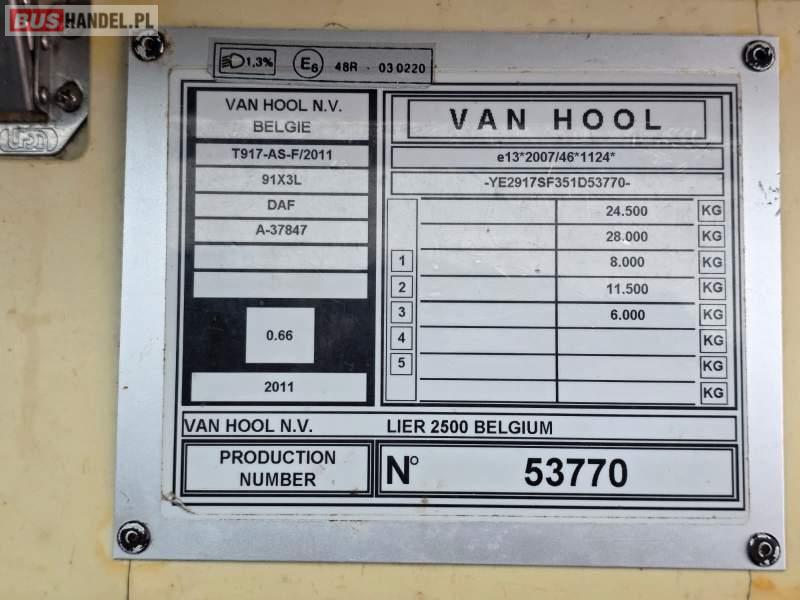 BUSHANDEL.PL
1,3% E6 48R - 03 0220
VAN HOOL N.V.
BELGIE
T917-AS-F/2011
91X3L
DAF
A-37847
0.66
2011
VAN HOOL
e13*2007/46*1124*
-YE2917SF351D53770-
24.500 KG
28.000 KG
1 8.000 KG
2 11.500 KG
3 6.000 KG
4 KG
5 KG
KG
VAN HOOL N.V. LIER 2500 BELGIUM
PRODUCTION
NUMBER
N° 53770